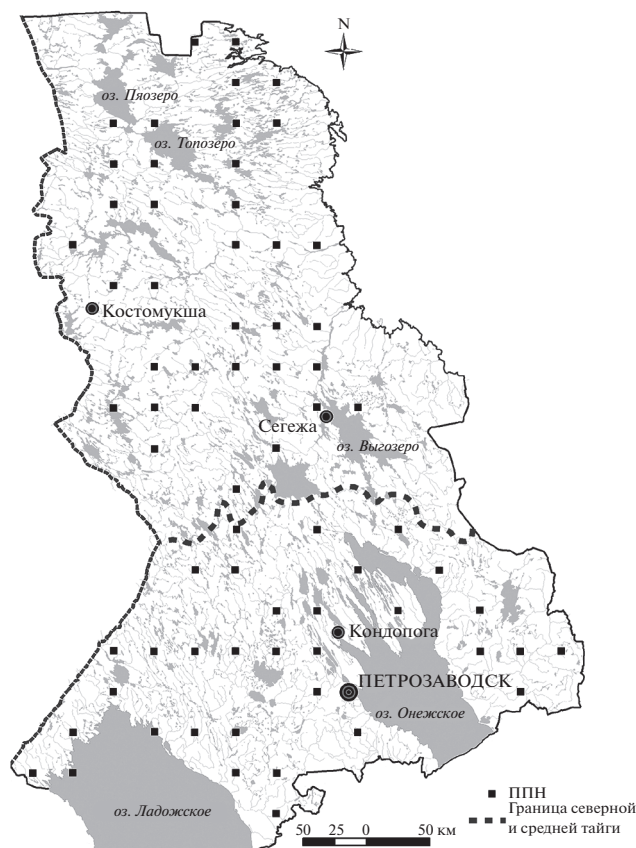 N
оз. Пяозеро
оз. Топозеро
Костомукша
Сегежа
оз. Выгозеро
Кондопога
ПЕТРОЗАВОДСК
оз. Онежское
оз. Ладожское
ППН
Граница северной
и средней тайги
50 25 0 50 км